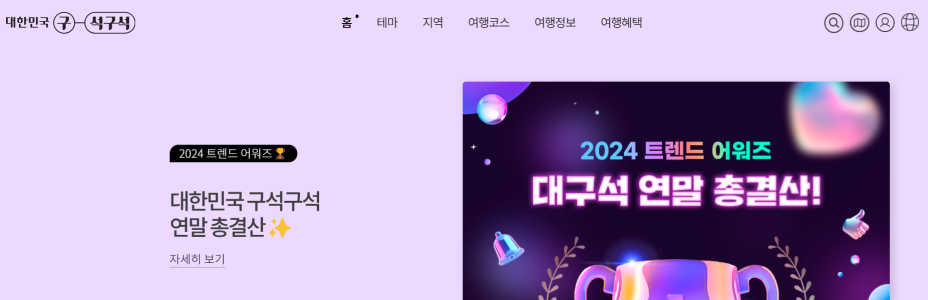 대한민국 구석구석
홈 테마 지역 여행코스 여행정보 여행혜택
2024 트렌드 어워즈
대한민국 구석구석
연말 총결산
자세히 보기
2024 트렌드 어워즈
대구석 연말 총결산!